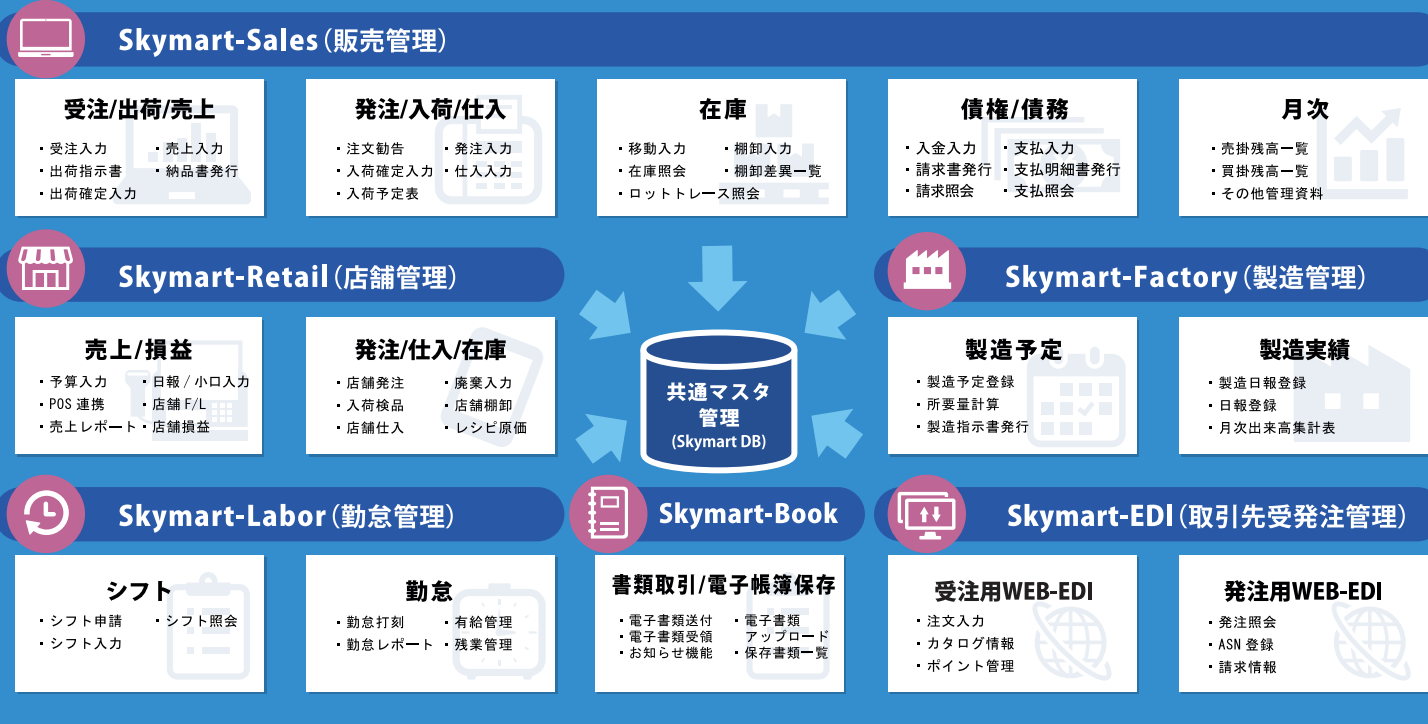 Skymart-Sales（販売管理）
受注/出荷/売上
・受注入力 ・売上入力
・出荷指示書 ・納品書発行
・出荷確定入力
発注/入荷/仕入
・注文勧告 ・発注入力
・入荷確定入力 ・仕入入力
・入荷予定表
在庫
・移動入力 ・棚卸入力
・在庫照会 ・棚卸差異一覧
・ロットトレース照会
債権/債務
・入金入力 ・支払入力
・請求書発行 ・支払明細書発行
・請求照会 ・支払照会
月次
・売掛残高一覧
・買掛残高一覧
・その他管理資料
Skymart-Retail（店舗管理）
売上/損益
・予算入力 ・日報/小口入力
・POS 連携 ・店舗 F/L
・売上レポート ・店舗損益
発注/仕入/在庫
・店舗発注 ・廃棄入力
・入荷検品 ・店舗棚卸
・店舗仕入 ・レシピ原価
共通マスタ
管理
(Skymart DB)
Skymart-Factory（製造管理）
製造予定
・製造予定登録
・所要量計算
・製造指示書発行
製造実績
・製造日報登録
・日報登録
・月次出来高集計表
Skymart-Labor（勤怠管理）
シフト
・シフト申請 ・シフト照会
・シフト入力
勤怠
・勤怠打刻 ・有給管理
・勤怠レポート ・残業管理
Skymart-Book
書類取引/電子帳簿保存
・電子書類送付 ・電子書類
・電子書類受領 アップロード
・お知らせ機能 ・保存書類一覧
Skymart-EDI（取引先受発注管理）
受注用WEB-EDI
・注文入力
・カタログ情報
・ポイント管理
発注用WEB-EDI
・発注照会
・ASN 登録
・請求情報